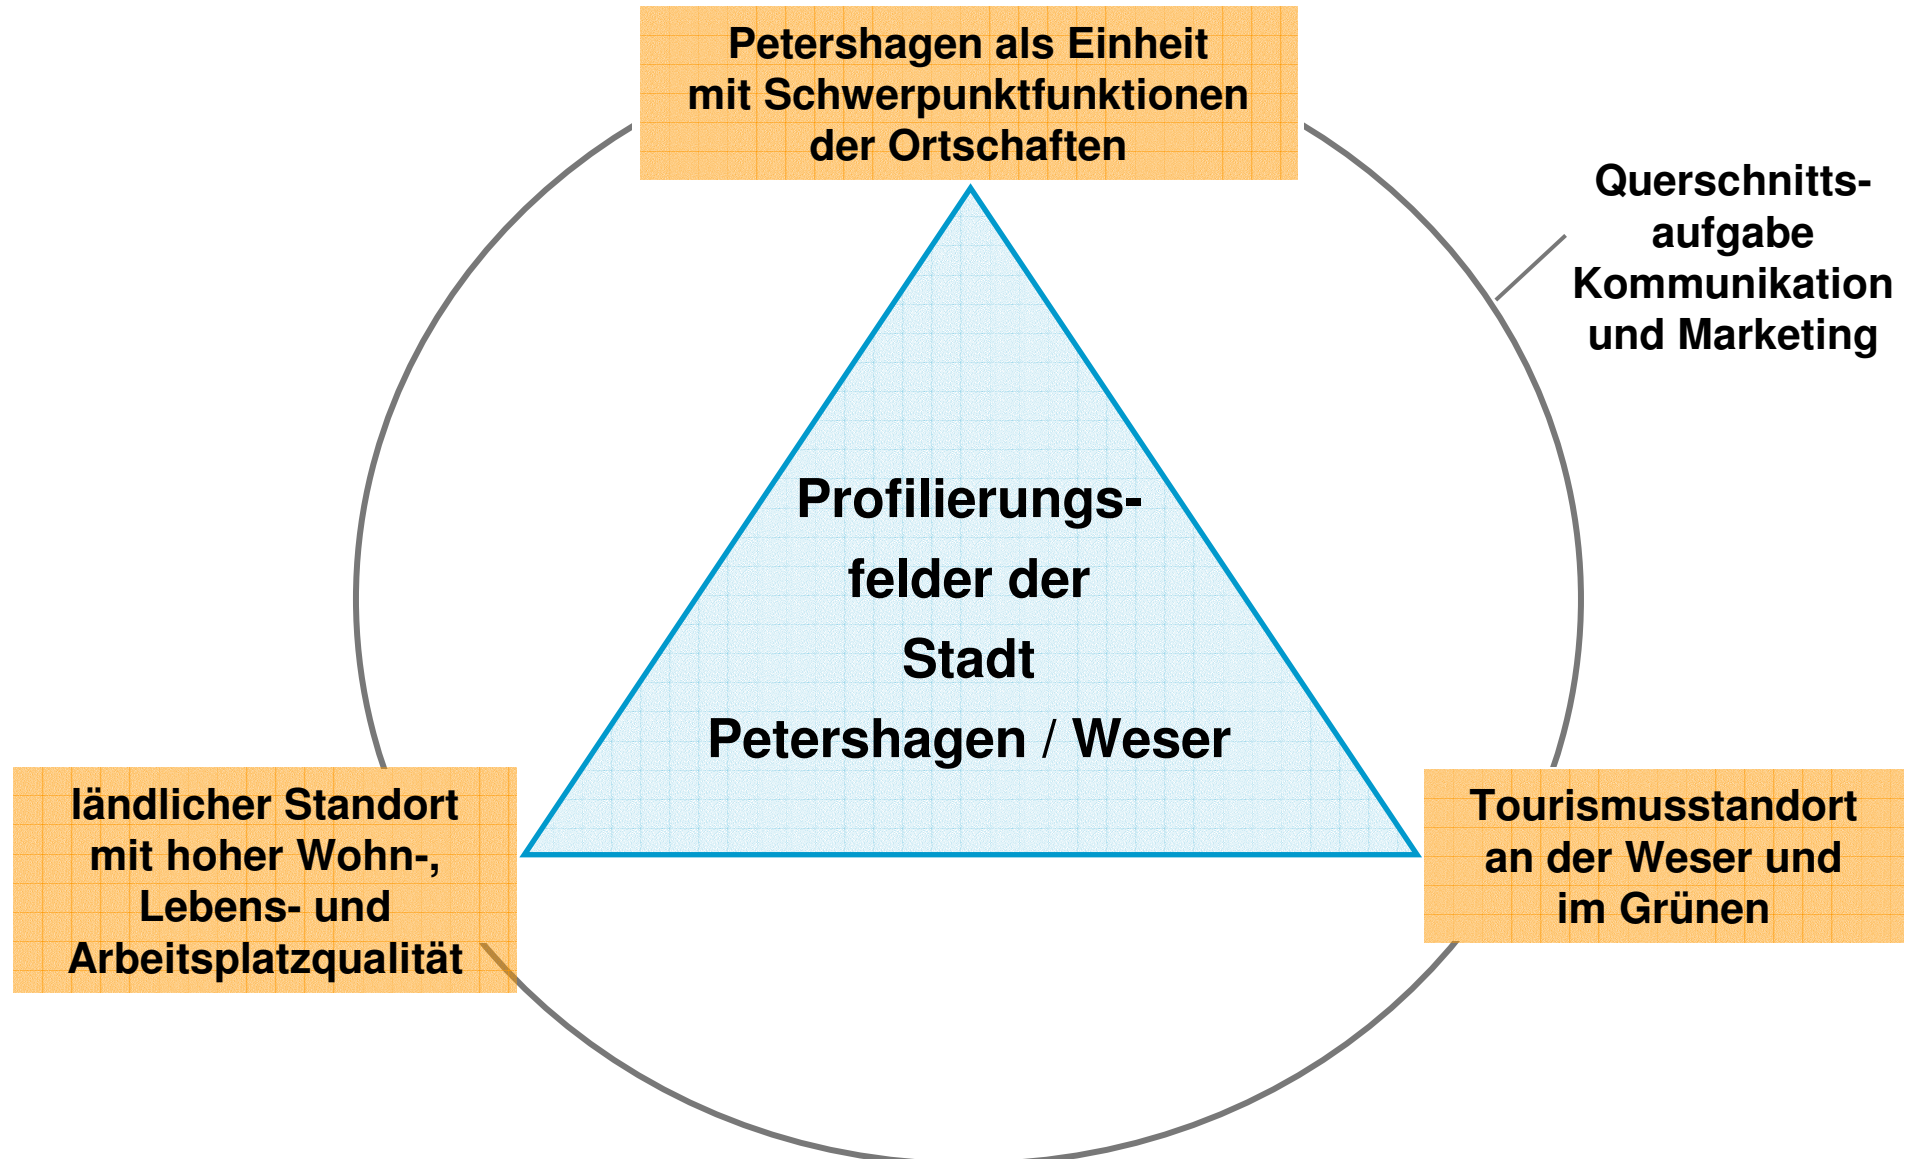 Petershagen als Einheit
mit Schwerpunktfunktionen
der Ortschaften
Querschnitts-
aufgabe
Kommunikation
und Marketing
Profilierungs-
felder der
Stadt
Petershagen / Weser
ländlicher Standort
mit hoher Wohn-,
Lebens- und
Arbeitsplatzqualität
Tourismusstandort
an der Weser und
im Grünen